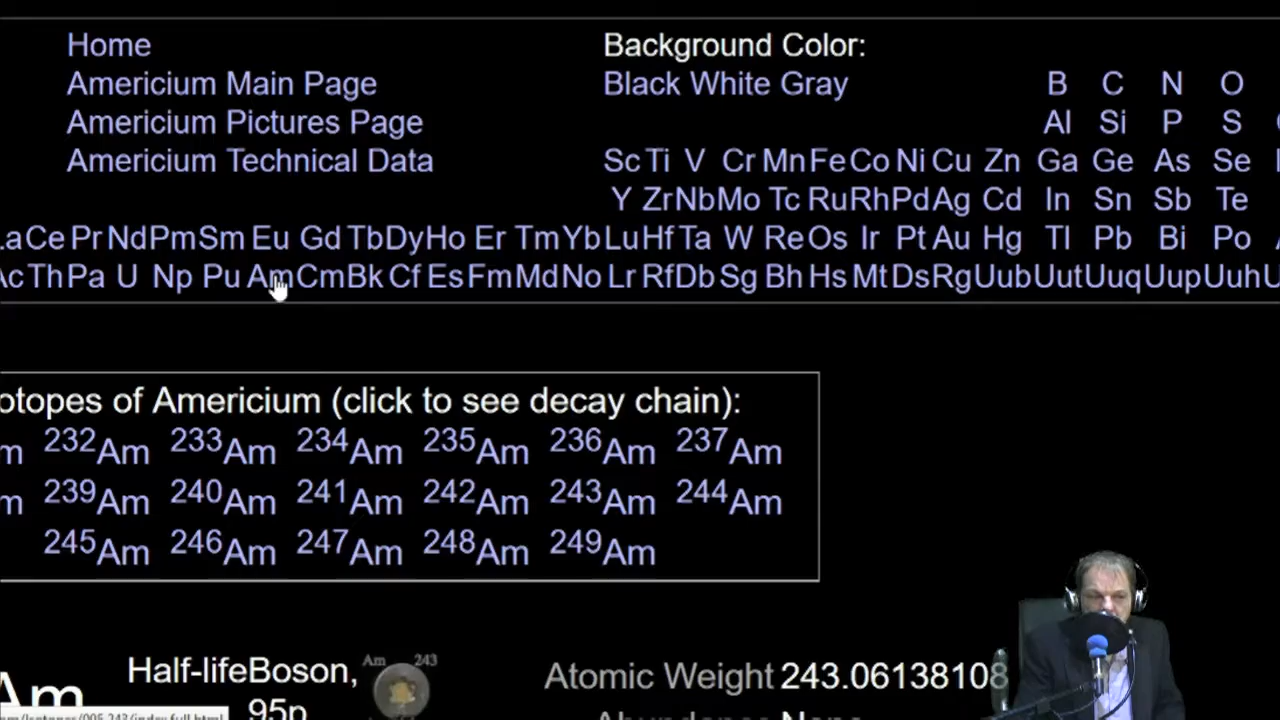 Home
Background Color:
Americium Main Page
Black White Gray
B C N O
Americium Pictures Page
Al Si P S
Americium Technical Data
Sc Ti V Cr Mn Fe Co Ni Cu Zn Ga Ge As Se
Y Zr Nb Mo Tc Ru Rh Pd Ag Cd In Sn Sb Te
La Ce Pr Nd Pm Sm Eu Gd Tb Dy Ho Er Tm Yb Lu Hf Ta W Re Os Ir Pt Au Hg Tl Pb Bi Po
Ac Th Pa U Np Pu Am Cm Bk Cf Es Fm Md No Lr Rf Db Sg Bh Hs Mt Ds Rg Uub Uut Uuq Uup Uuh
otopes of Americium (click to see decay chain):
m 232Am 233Am 234Am 235Am 236Am 237Am
m 239Am 240Am 241Am 242Am 243Am 244Am
245Am 246Am 247Am 248Am 249Am
Am
Half-lifeBoson,
95p
Am 243
Atomic Weight 243.06138108